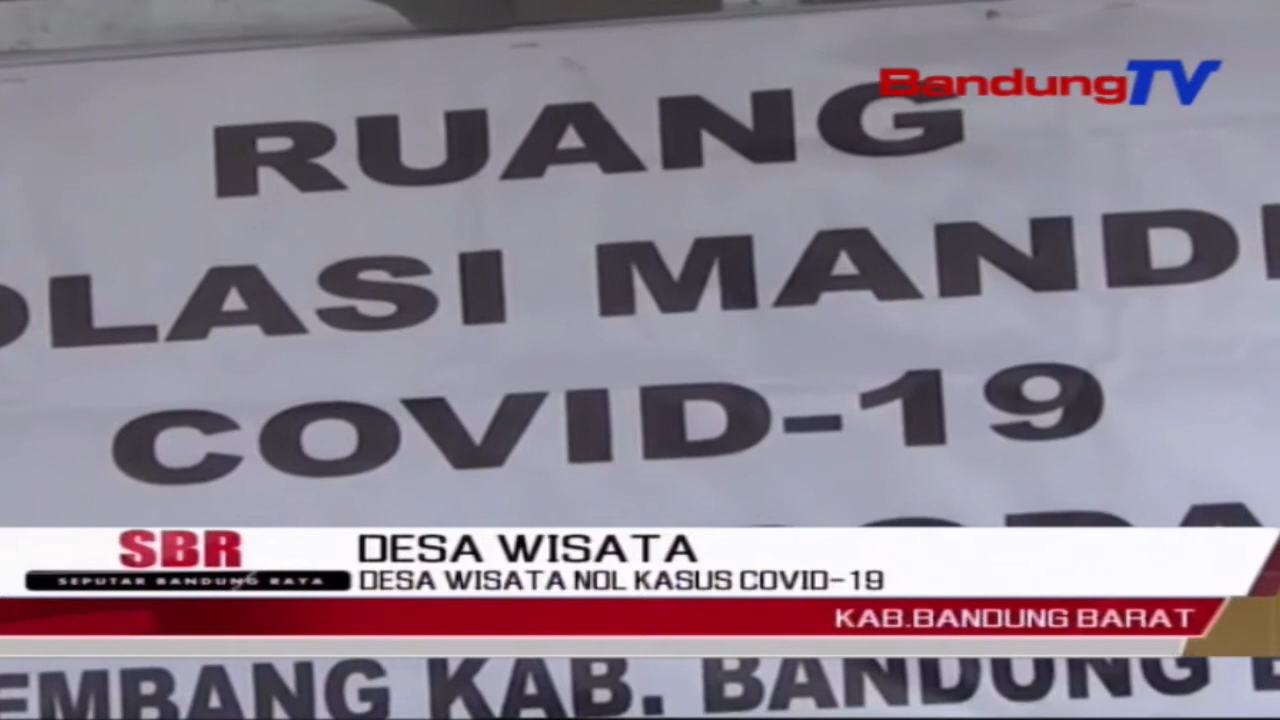 BandungTV
RUANG
OLASI MANDI
COVID-19
SBR
SEPUTAR BANDUNG RAYA
DESA WISATA
DESA WISATA NOL KASUS COVID-19
KAB.BANDUNG BARAT
EMBANG KAB. BANDUNG B